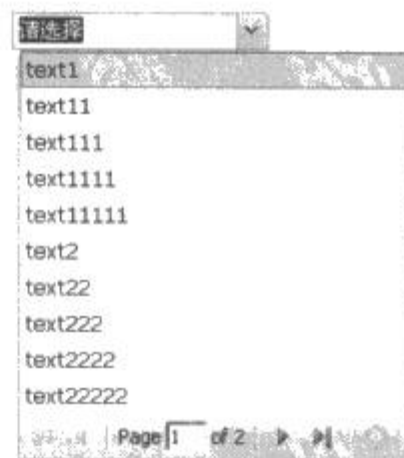 请选择
text1
text11
text111
text1111
text11111
text2
text22
text222
text2222
text22222
Page 1 of 2